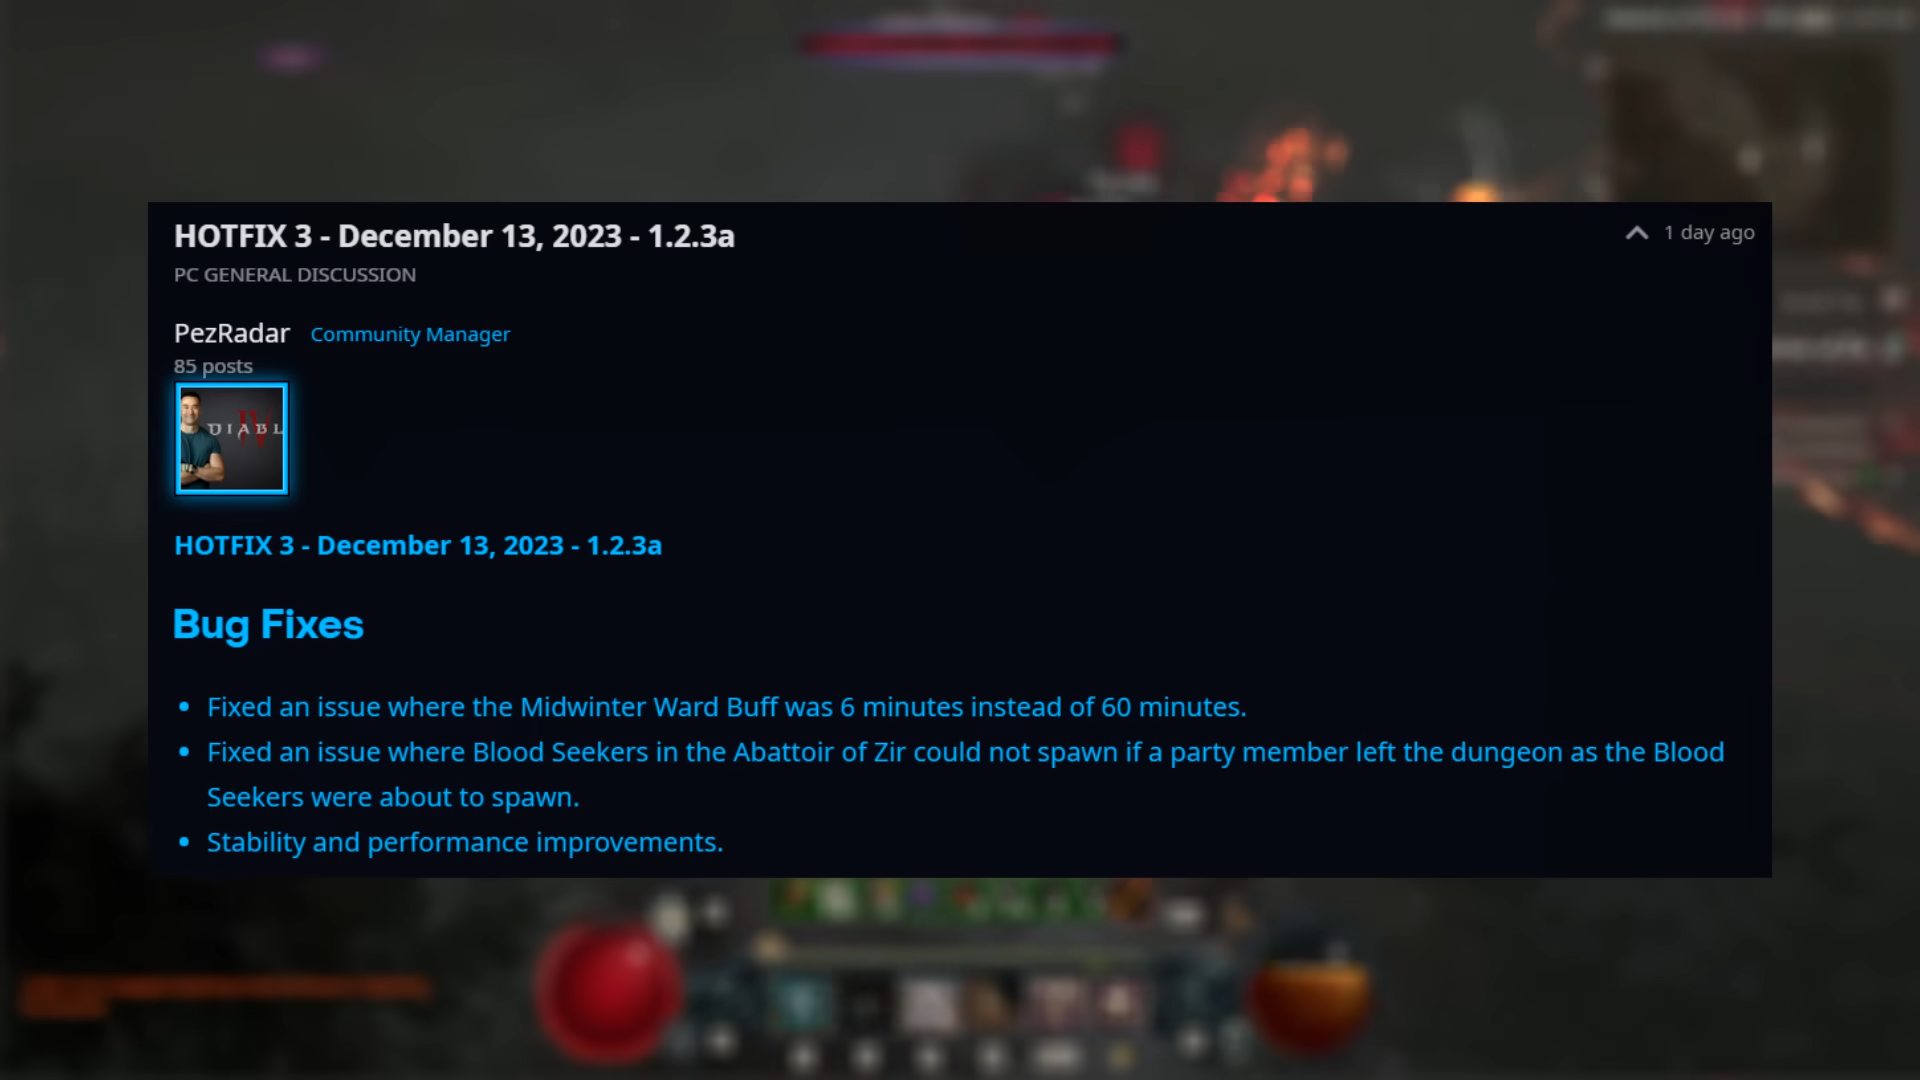 HOTFIX 3 - December 13, 2023 - 1.2.3a
1 day ago
PC GENERAL DISCUSSION
PezRadar Community Manager
85 posts
DIABL
IV
HOTFIX 3 - December 13, 2023 - 1.2.3a
Bug Fixes
• Fixed an issue where the Midwinter Ward Buff was 6 minutes instead of 60 minutes.
• Fixed an issue where Blood Seekers in the Abattoir of Zir could not spawn if a party member left the dungeon as the Blood
Seekers were about to spawn.
• Stability and performance improvements.